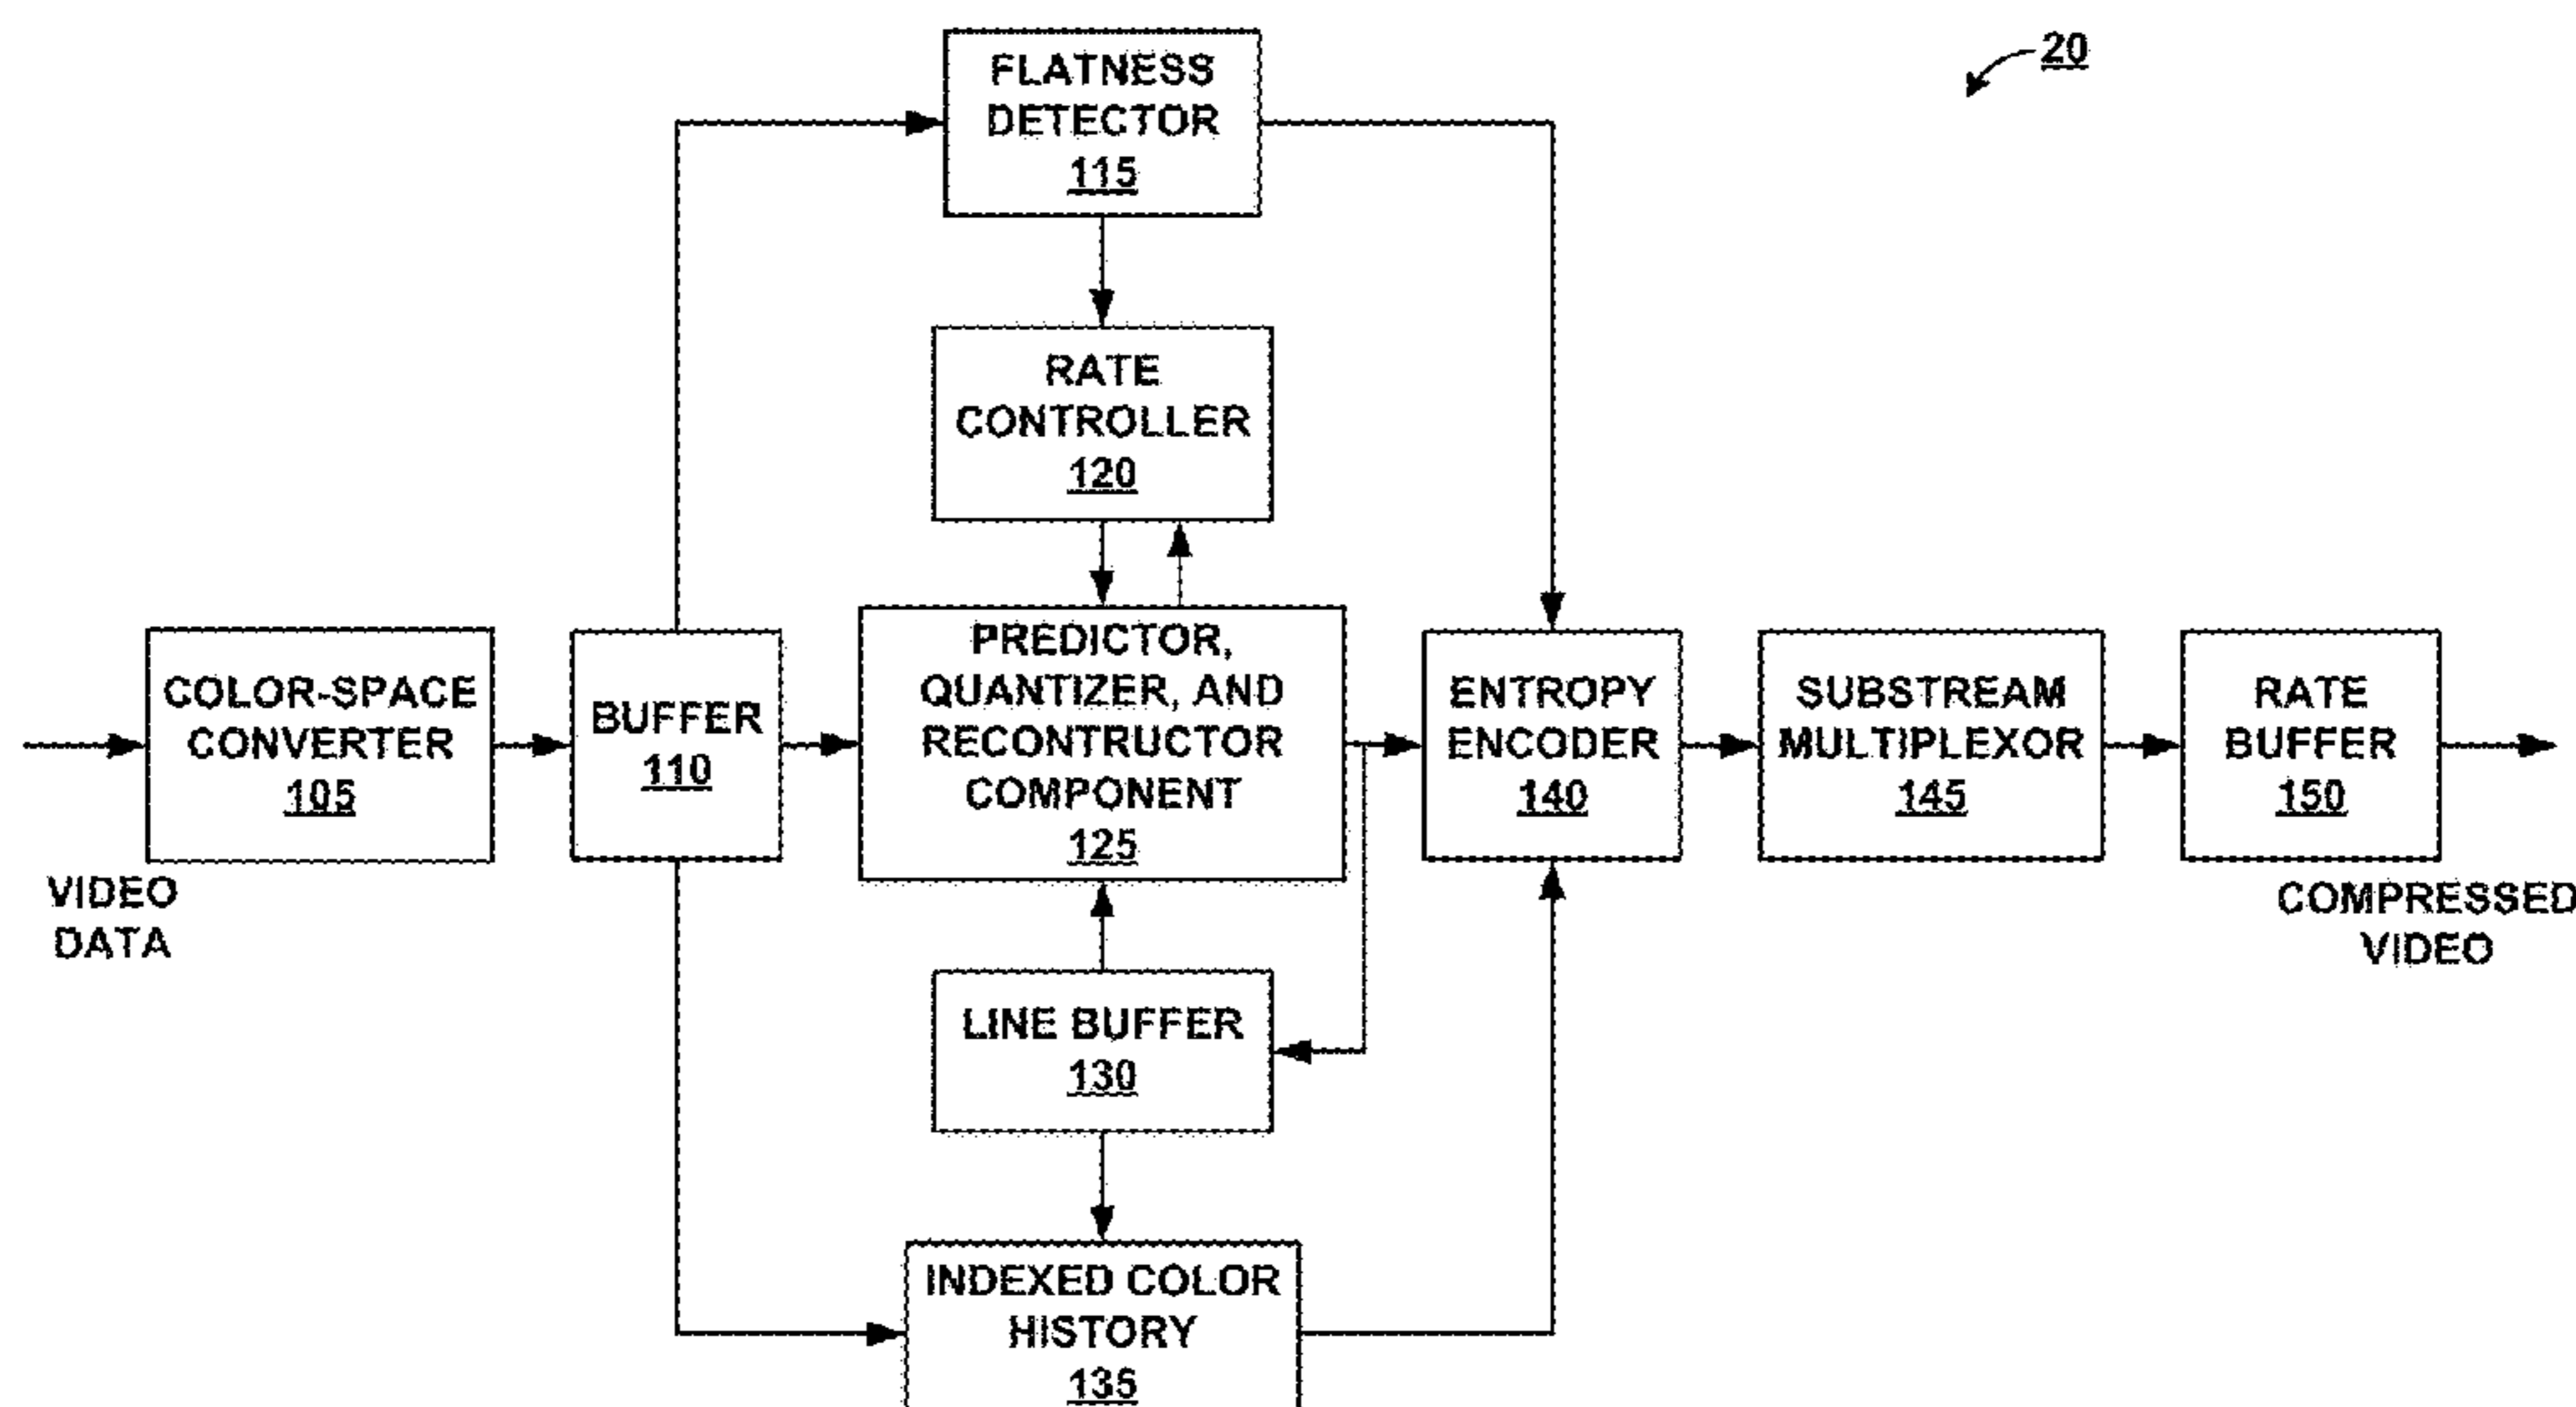 20
FLATNESS
DETECTOR
115
RATE
CONTROLLER
120
COLOR-SPACE
CONVERTER
105
VIDEO
DATA
BUFFER
110
PREDICTOR,
QUANTIZER, AND
RECONTRUCTOR
COMPONENT
125
ENTROPY
ENCODER
140
SUBSTREAM
MULTIPLEXOR
145
RATE
BUFFER
150
COMPRESSED
VIDEO
LINE BUFFER
130
INDEXED COLOR
HISTORY
135